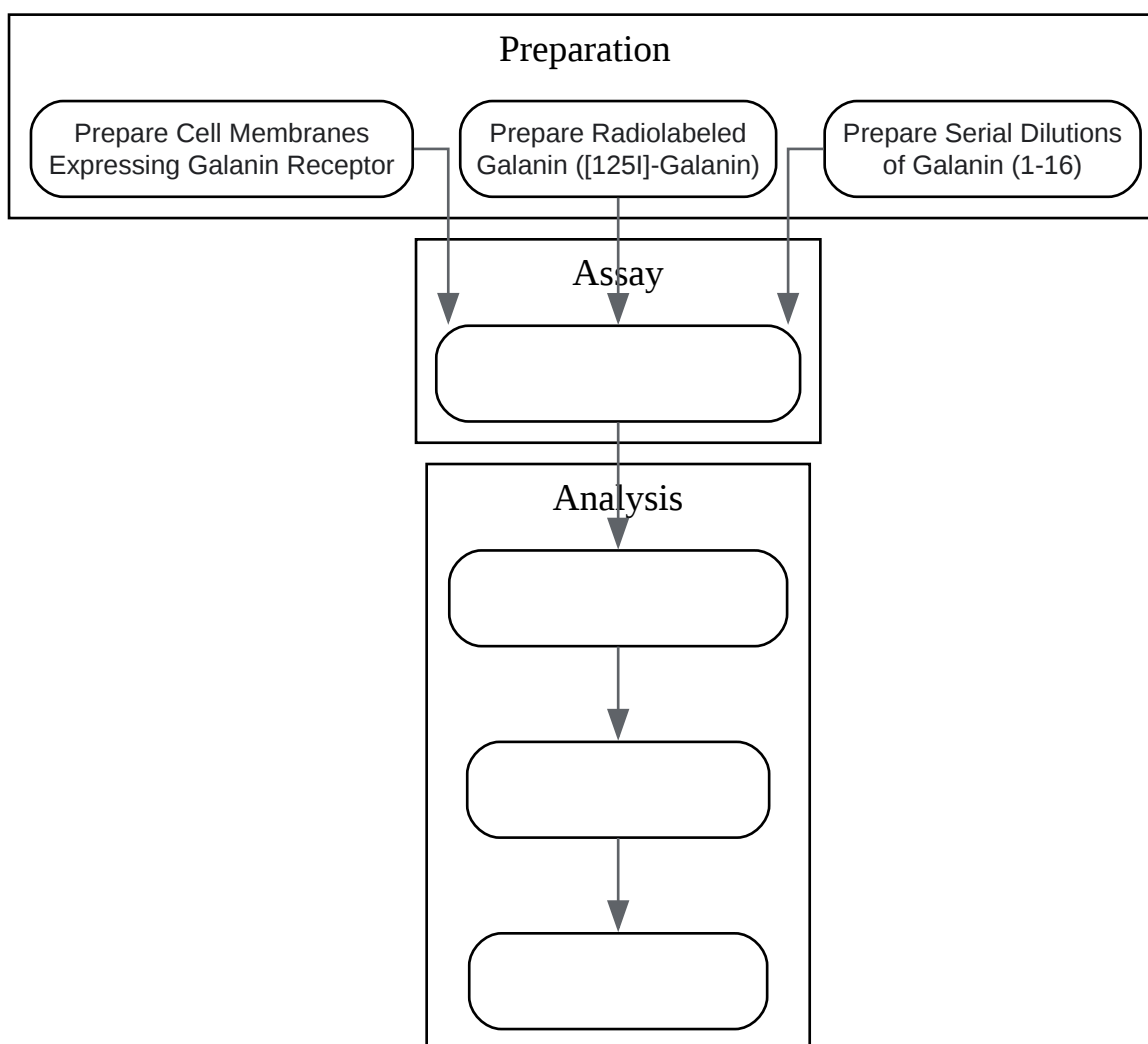 Preparation
Prepare Cell Membranes
Expressing Galanin Receptor
Prepare Radiolabeled
Galanin ([125I]-Galanin)
Prepare Serial Dilutions
of Galanin (1-16)
Assay
Analysis